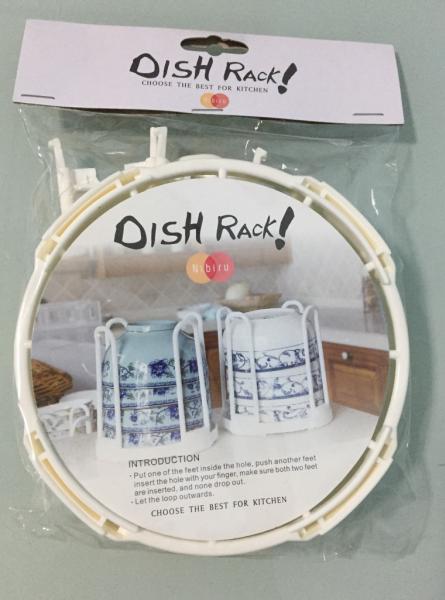 DISH RACK!
CHOOSE THE BEST FOR KITCHEN
Nibiru
DISH RACK!
Nibiru
INTRODUCTION
- Put one of the feet inside the hole, push another feet
insert the hole with your finger, make sure both two feet
are inserted, and none drop out.
- Let the loop outwards.
CHOOSE THE BEST FOR KITCHEN